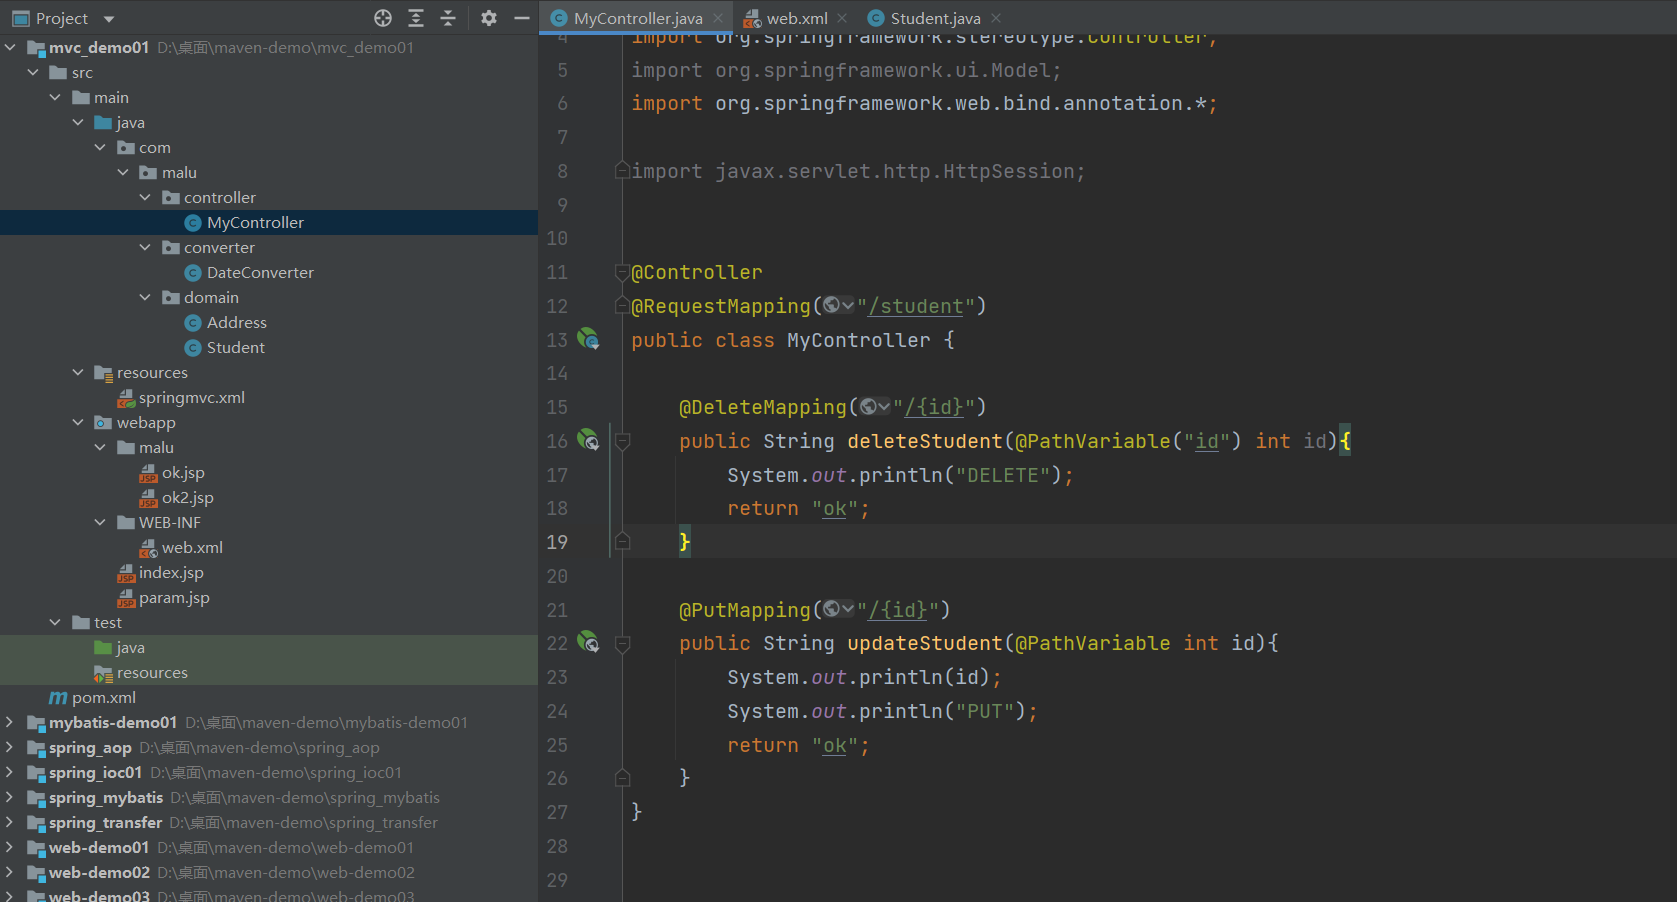 Project
mvc_demo01 D:\桌面\maven-demo\mvc_demo01
src
main
java
com
malu
controller
MyController
converter
DateConverter
domain
Address
Student
resources
springmvc.xml
webapp
malu
ok.jsp
ok2.jsp
WEB-INF
web.xml
index.jsp
param.jsp
test
java
resources
pom.xml
mybatis-demo01 D:\桌面\maven-demo\mybatis-demo01
spring_aop D:\桌面\maven-demo\spring_aop
spring_ioc01 D:\桌面\maven-demo\spring_ioc01
spring_mybatis D:\桌面\maven-demo\spring_mybatis
spring_transfer D:\桌面\maven-demo\spring_transfer
web-demo01 D:\桌面\maven-demo\web-demo01
web-demo02 D:\桌面\maven-demo\web-demo02
web-demo03 D:\桌面\maven-demo\web-demo03
MyController.java web.xml Student.java
4 import org.springframework.stereotype.Controller;
5 import org.springframework.ui.Model;
6 import org.springframework.web.bind.annotation.*;
7
8 import javax.servlet.http.HttpSession;
9
10
11 @Controller
12 @RequestMapping("/student")
13 public class MyController {
14
15 @DeleteMapping("/{id}")
16 public String deleteStudent(@PathVariable("id") int id){
17 System.out.println("DELETE");
18 return "ok";
19 }
20
21 @PutMapping("/{id}")
22 public String updateStudent(@PathVariable int id){
23 System.out.println(id);
24 System.out.println("PUT");
25 return "ok";
26 }
27 }
28
29